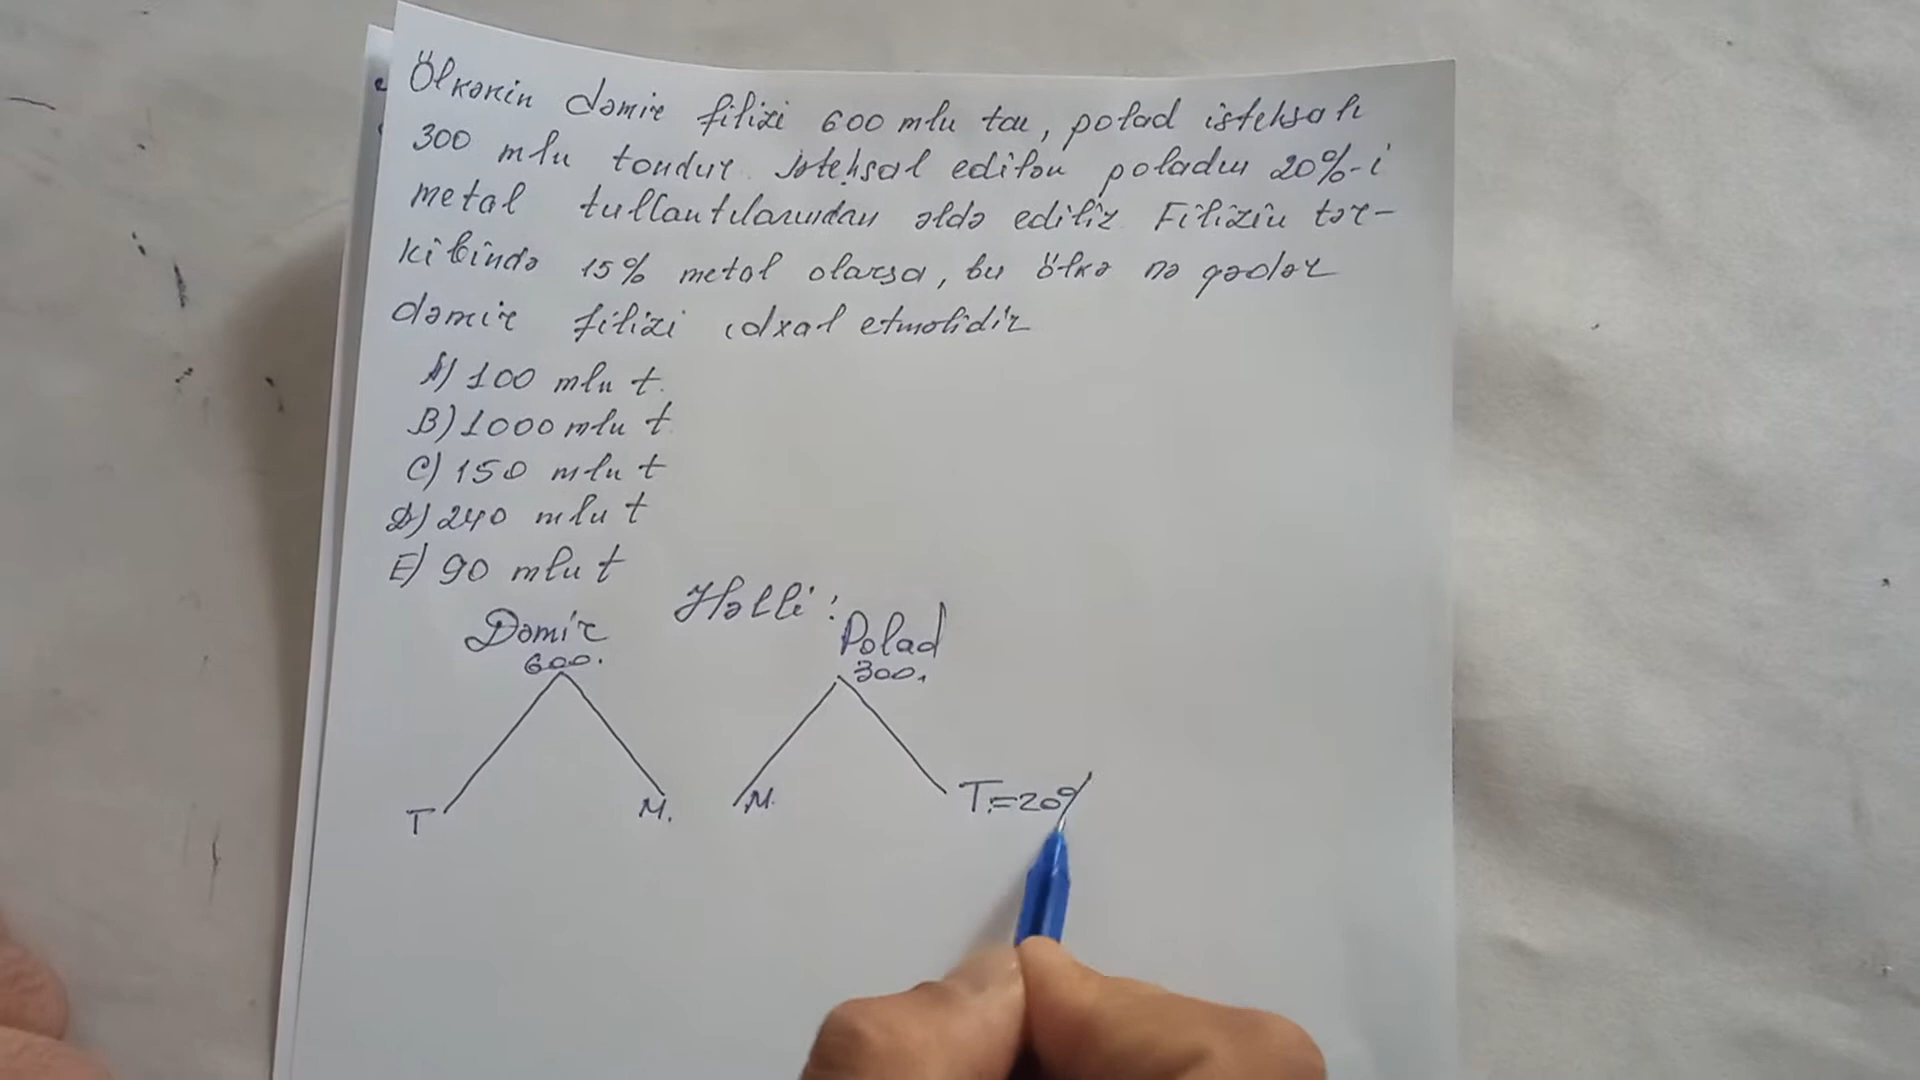 Ölkənin dəmir filizi 600 mln ton, polad istehsalı
300 mln tondur. İstehsal edilən poladın 20%-i
metal tullantılarından əldə edilir. Filizin tər-
kibində 15% metal olarsa, bu ölkə nə qədər
dəmir filizi idxal etməlidir
A) 100 mln t.
B) 1000 mln t
C) 150 mln t
D) 240 mln t
E) 90 mln t
Həlli:
Dəmir Polad
600. 300.
T M. M. T.=20%